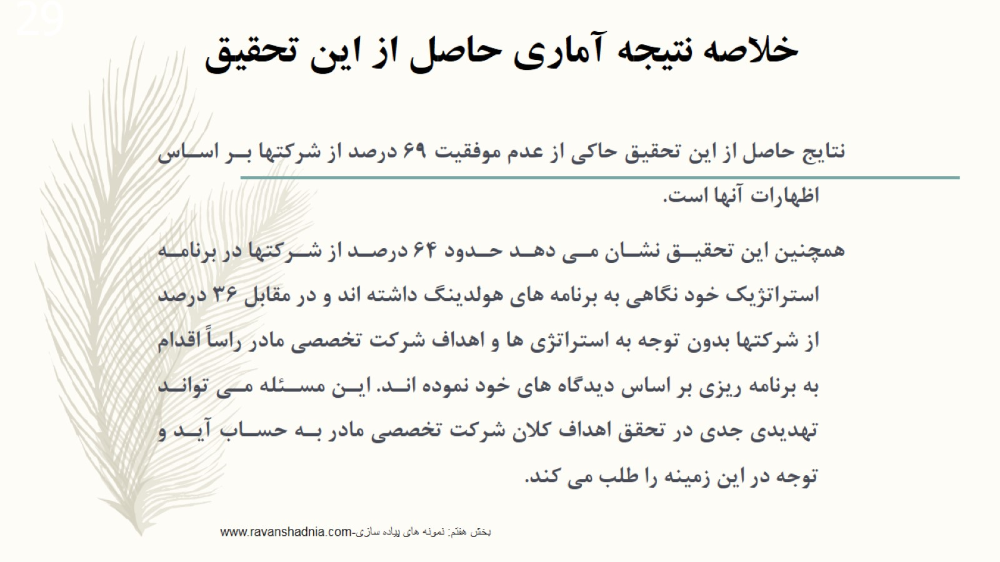 29
خلاصه نتیجه آماری حاصل از این تحقیق
نتایج حاصل از این تحقیق حاکی از عدم موفقیت ۶۹ درصد از شرکتها بر اساس
اظهارات آنها است.
همچنین این تحقیق نشان می دهد حدود ۶۴ درصد از شرکتها در برنامه
استراتژیک خود نگاهی به برنامه های هولدینگ داشته اند و در مقابل ۳۶ درصد
از شرکتها بدون توجه به استراتژی ها و اهداف شرکت تخصصی مادر راساً اقدام
به برنامه ریزی بر اساس دیدگاه های خود نموده اند. این مسئله می تواند
تهدیدی جدی در تحقق اهداف کلان شرکت تخصصی مادر به حساب آید و
توجه در این زمینه را طلب می کند.
بخش هفتم: نمونه های پیاده سازی-www.ravanshadnia.com